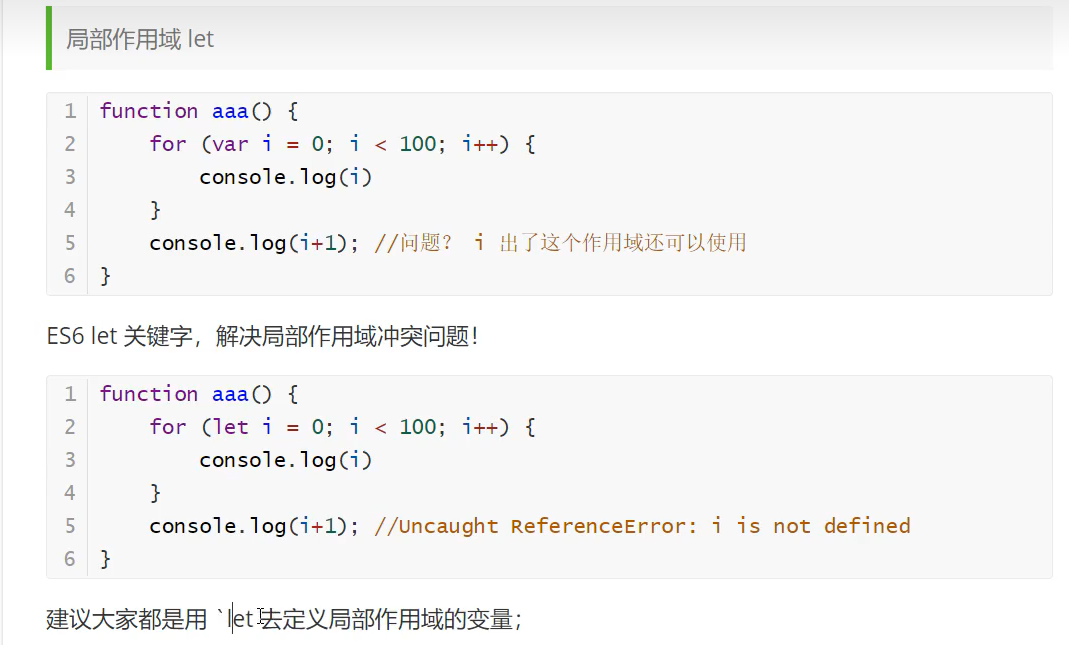 局部作用域 let
1 function aaa() {
2     for (var i = 0; i < 100; i++) {
3         console.log(i)
4     }
5     console.log(i+1); //问题？ i 出了这个作用域还可以使用
6 }
ES6 let 关键字，解决局部作用域冲突问题！
1 function aaa() {
2     for (let i = 0; i < 100; i++) {
3         console.log(i)
4     }
5     console.log(i+1); //Uncaught ReferenceError: i is not defined
6 }
建议大家都是用 `let 去定义局部作用域的变量；